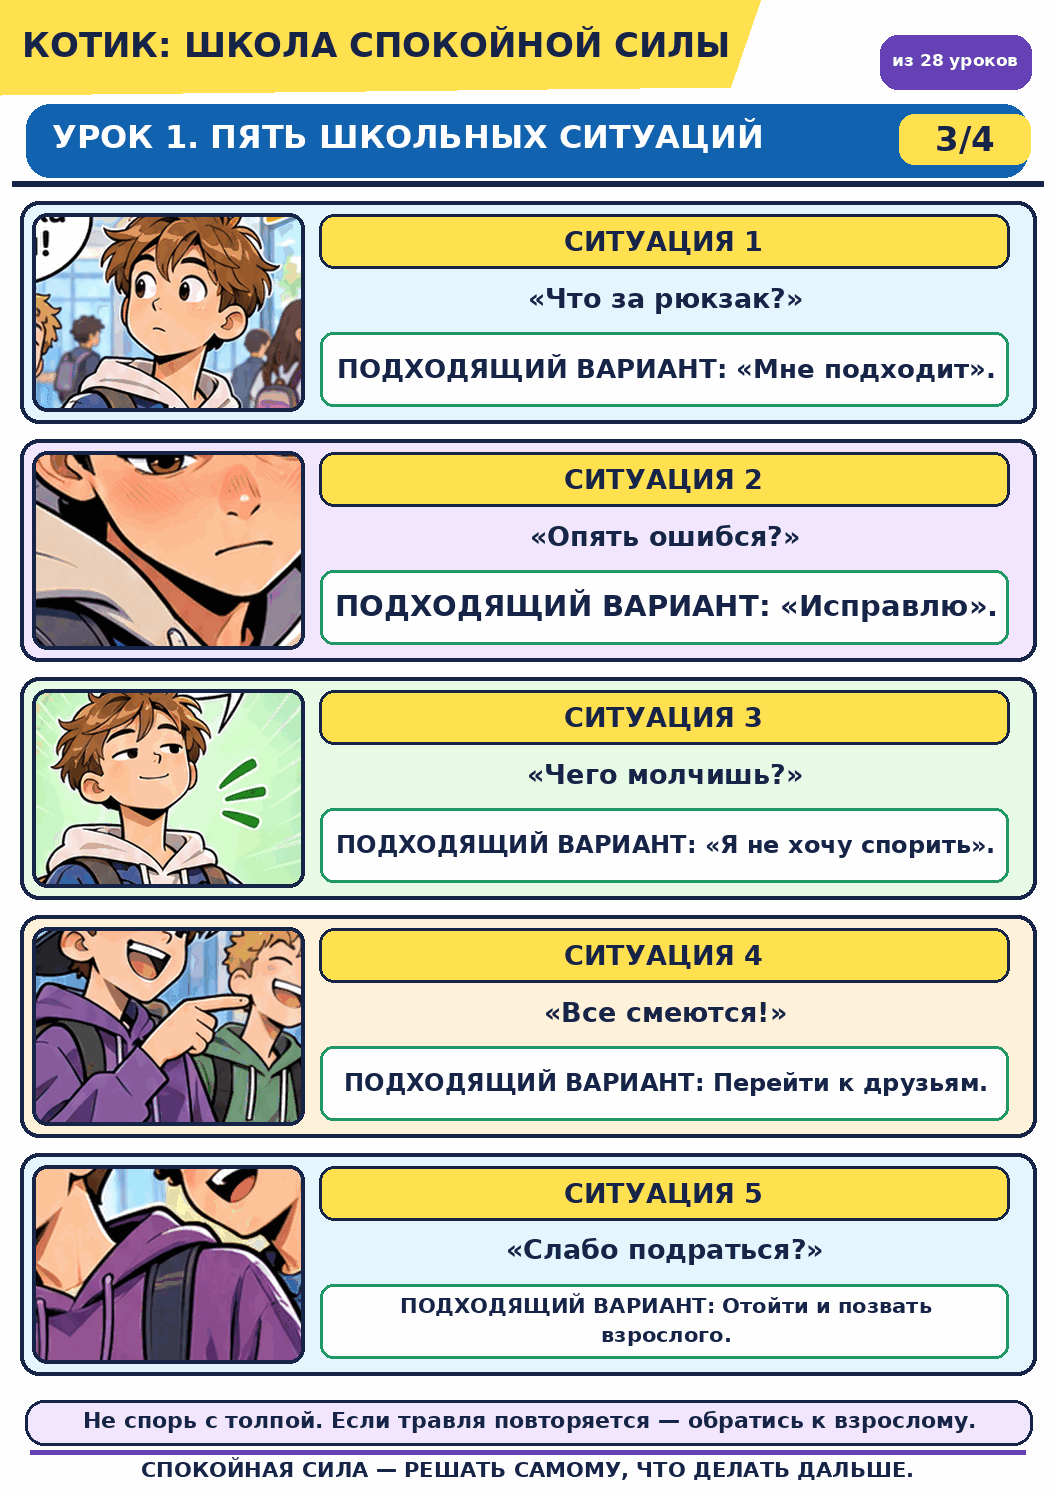 КОТИК: ШКОЛА СПОКОЙНОЙ СИЛЫ
из 28 уроков
УРОК 1. ПЯТЬ ШКОЛЬНЫХ СИТУАЦИЙ
3/4
СИТУАЦИЯ 1
«Что за рюкзак?»
ПОДХОДЯЩИЙ ВАРИАНТ: «Мне подходит».
СИТУАЦИЯ 2
«Опять ошибся?»
ПОДХОДЯЩИЙ ВАРИАНТ: «Исправлю».
СИТУАЦИЯ 3
«Чего молчишь?»
ПОДХОДЯЩИЙ ВАРИАНТ: «Я не хочу спорить».
СИТУАЦИЯ 4
«Все смеются!»
ПОДХОДЯЩИЙ ВАРИАНТ: Перейти к друзьям.
СИТУАЦИЯ 5
«Слабо подраться?»
ПОДХОДЯЩИЙ ВАРИАНТ: Отойти и позвать
взрослого.
Не спорь с толпой. Если травля повторяется — обратись к взрослому.
СПОКОЙНАЯ СИЛА — РЕШАТЬ САМОМУ, ЧТО ДЕЛАТЬ ДАЛЬШЕ.